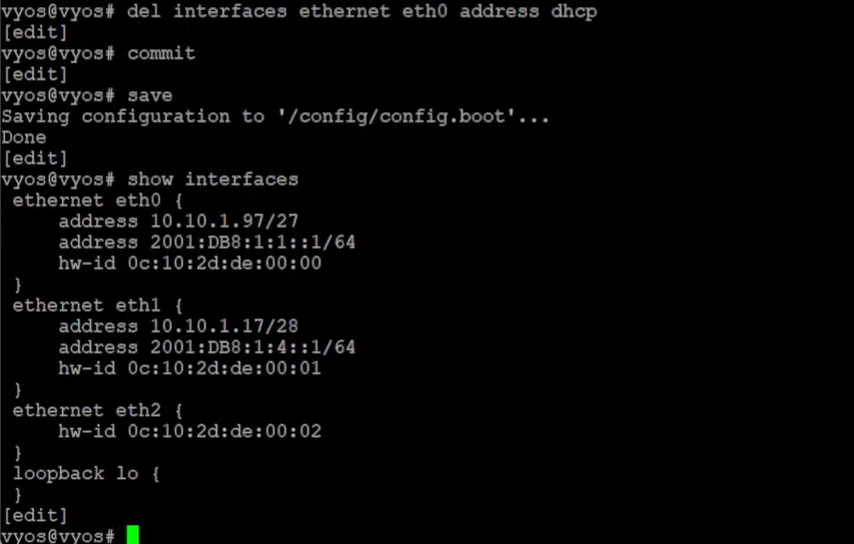 vyos@vyos# del interfaces ethernet eth0 address dhcp
[edit]
vyos@vyos# commit
[edit]
vyos@vyos# save
Saving configuration to '/config/config.boot'...
Done
[edit]
vyos@vyos# show interfaces
 ethernet eth0 {
     address 10.10.1.97/27
     address 2001:DB8:1:1::1/64
     hw-id 0c:10:2d:de:00:00
 }
 ethernet eth1 {
     address 10.10.1.17/28
     address 2001:DB8:1:4::1/64
     hw-id 0c:10:2d:de:00:01
 }
 ethernet eth2 {
     hw-id 0c:10:2d:de:00:02
 }
 loopback lo {
 }
[edit]
vyos@vyos#